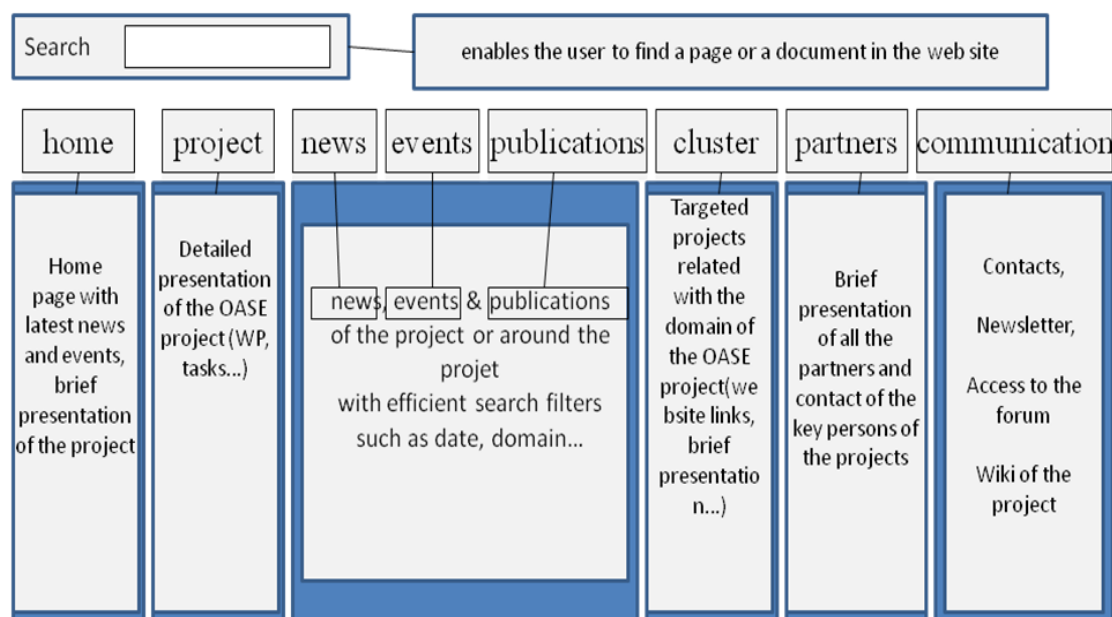 Search
enables the user to find a page or a document in the web site
home
project
news
events
publications
cluster
partners
communication
Home
page with
latest news
and events,
brief
presentation
of the project
Detailed
presentation
of the OASE
project (WP,
tasks...)
news, events & publications
of the project or around the
projet
with efficient search filters
such as date, domain...
Targeted
projects
related
with the
domain of
the OASE
project(we
bsite links,
brief
presentatio
n...)
Brief
presentation
of all the
partners and
contact of the
key persons of
the projects
Contacts,
Newsletter,
Access to the
forum
Wiki of the
project